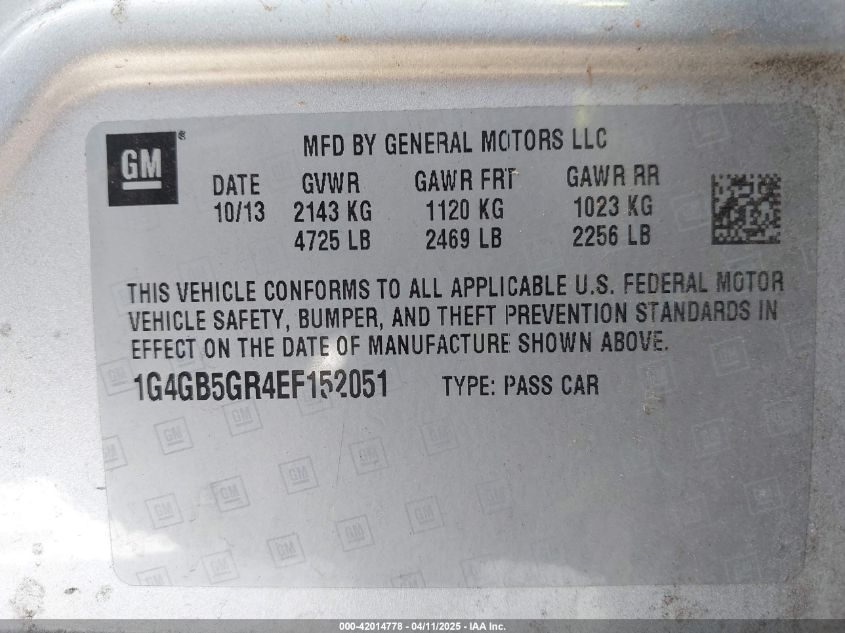 GM ®
MFD BY GENERAL MOTORS LLC
DATE GVWR GAWR FRT GAWR RR
10/13 2143 KG 1120 KG 1023 KG
4725 LB 2469 LB 2256 LB
THIS VEHICLE CONFORMS TO ALL APPLICABLE U.S. FEDERAL MOTOR
VEHICLE SAFETY, BUMPER, AND THEFT PREVENTION STANDARDS IN
EFFECT ON THE DATE OF MANUFACTURE SHOWN ABOVE.
1G4GB5GR4EF152051 TYPE: PASS CAR
000-42014778 - 04/11/2025 - IAA Inc.